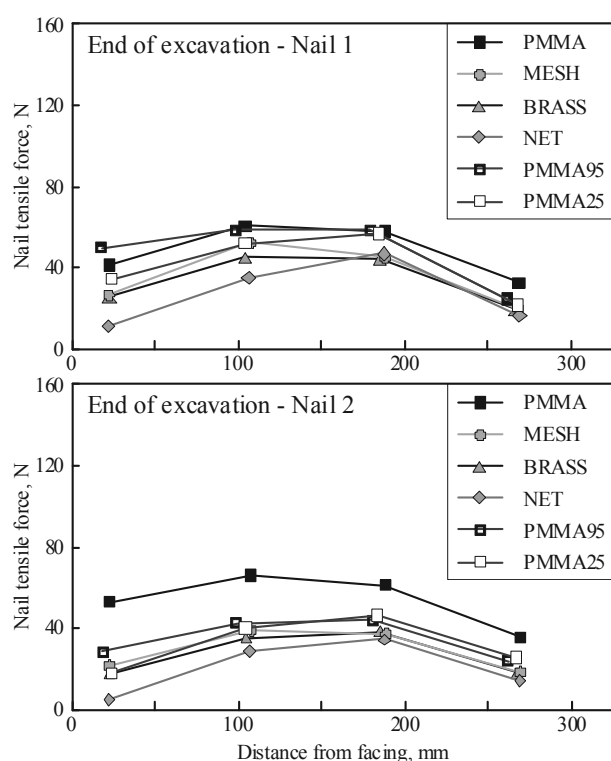 160
End of excavation - Nail 1
PMMA
MESH
BRASS
NET
PMMA95
PMMA25
120
80
40
0
Nail tensile force, N
0 100 200 300
160
End of excavation - Nail 2
PMMA
MESH
BRASS
NET
PMMA95
PMMA25
120
80
40
0
Nail tensile force, N
0 100 200 300
Distance from facing, mm